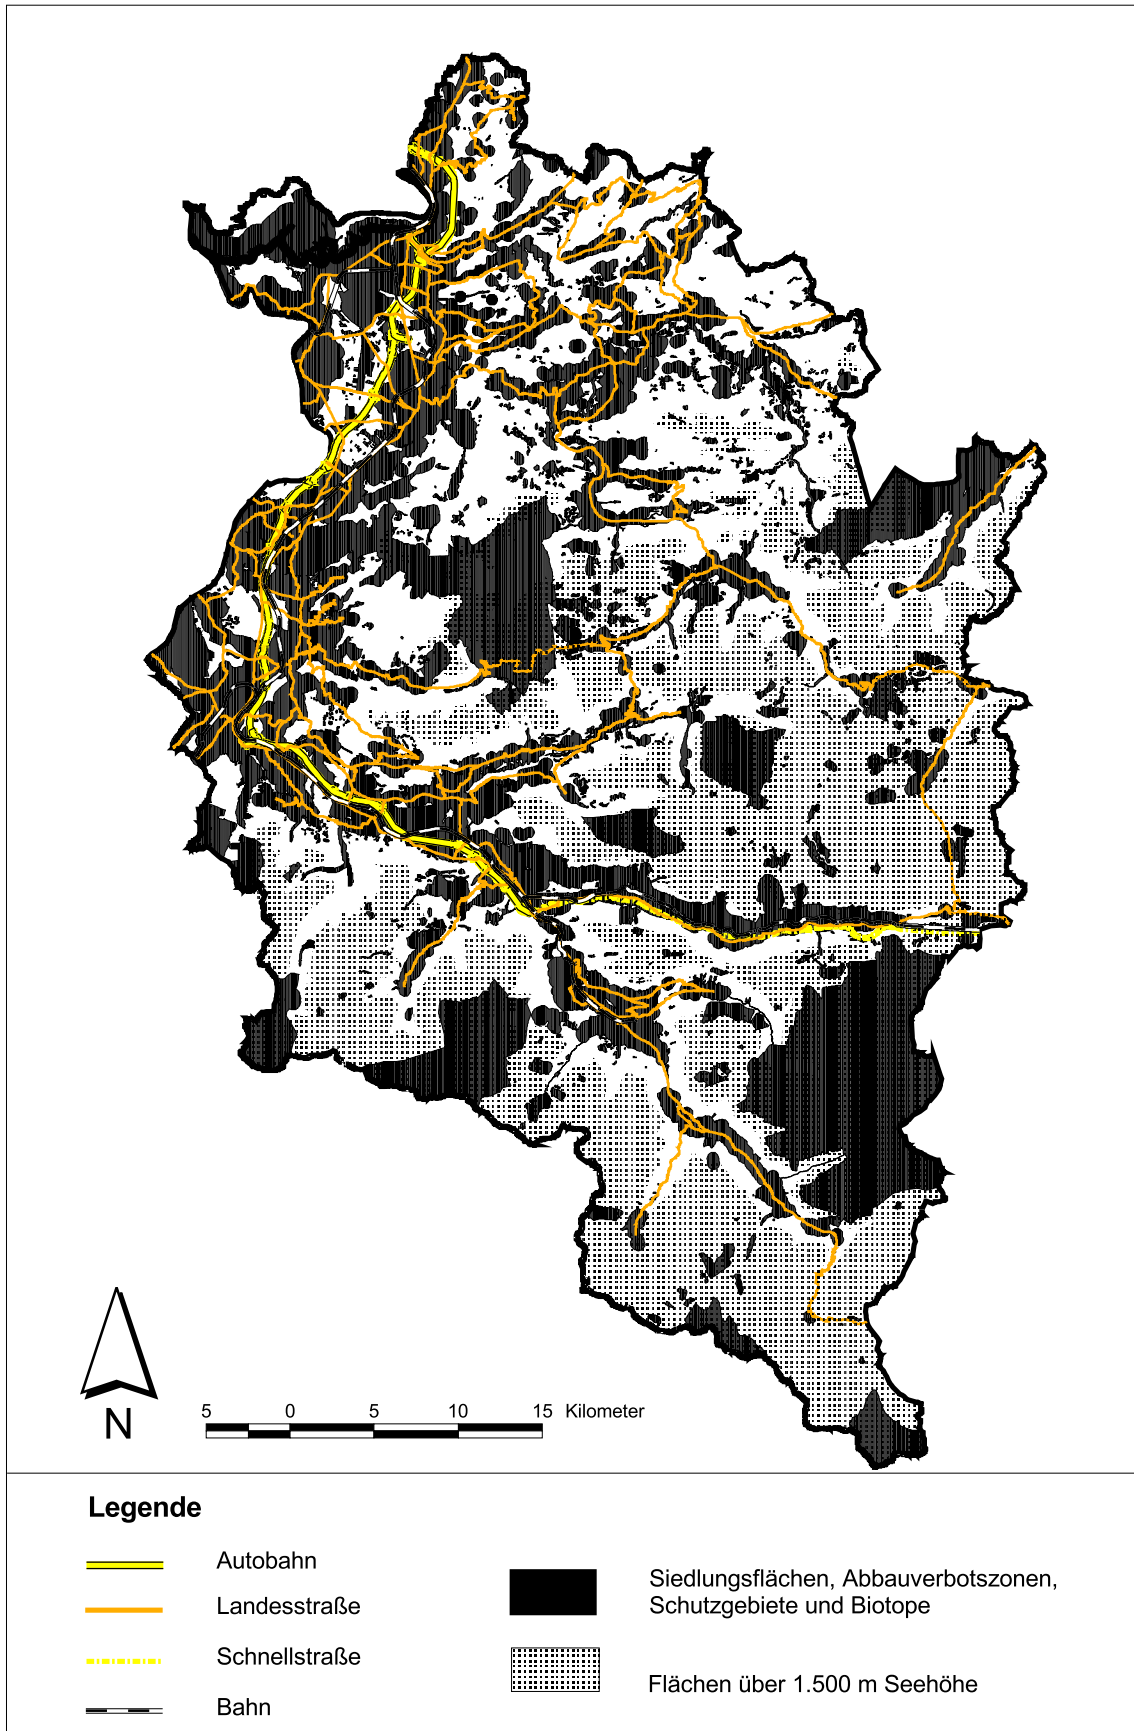 N
5 0 5 10 15 Kilometer
Legende
Autobahn
Landesstraße
Schnellstraße
Bahn
Siedlungsflächen, Abbauverbotszonen,
Schutzgebiete und Biotope
Flächen über 1.500 m Seehöhe